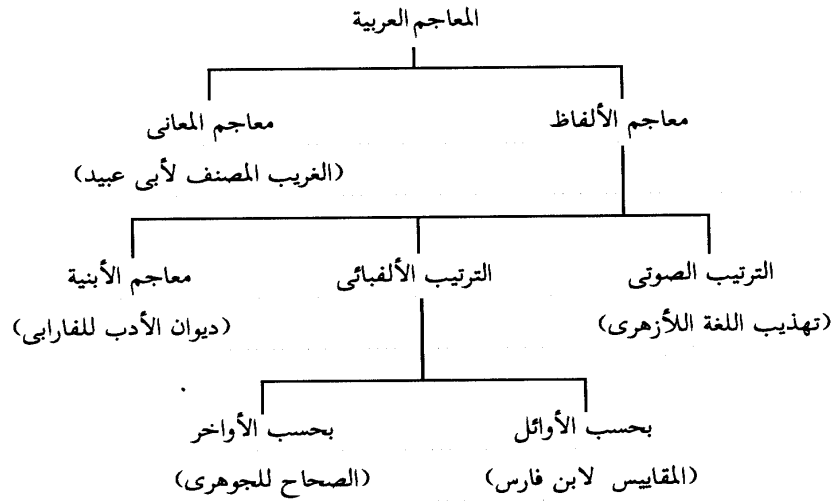 المعاجم العربية
معاجم الألفاظ
معاجم المعانى
(الغريب المصنف لأبى عبيد)
الترتيب الصوتى
الترتيب الألفبائى
معاجم الأبنية
(تهذيب اللغة اللأزهرى)
(ديوان الأدب للفارابى)
بحسب الأوائل
بحسب الأواخر
(المقاييس لابن فارس)
(الصحاح للجوهرى)